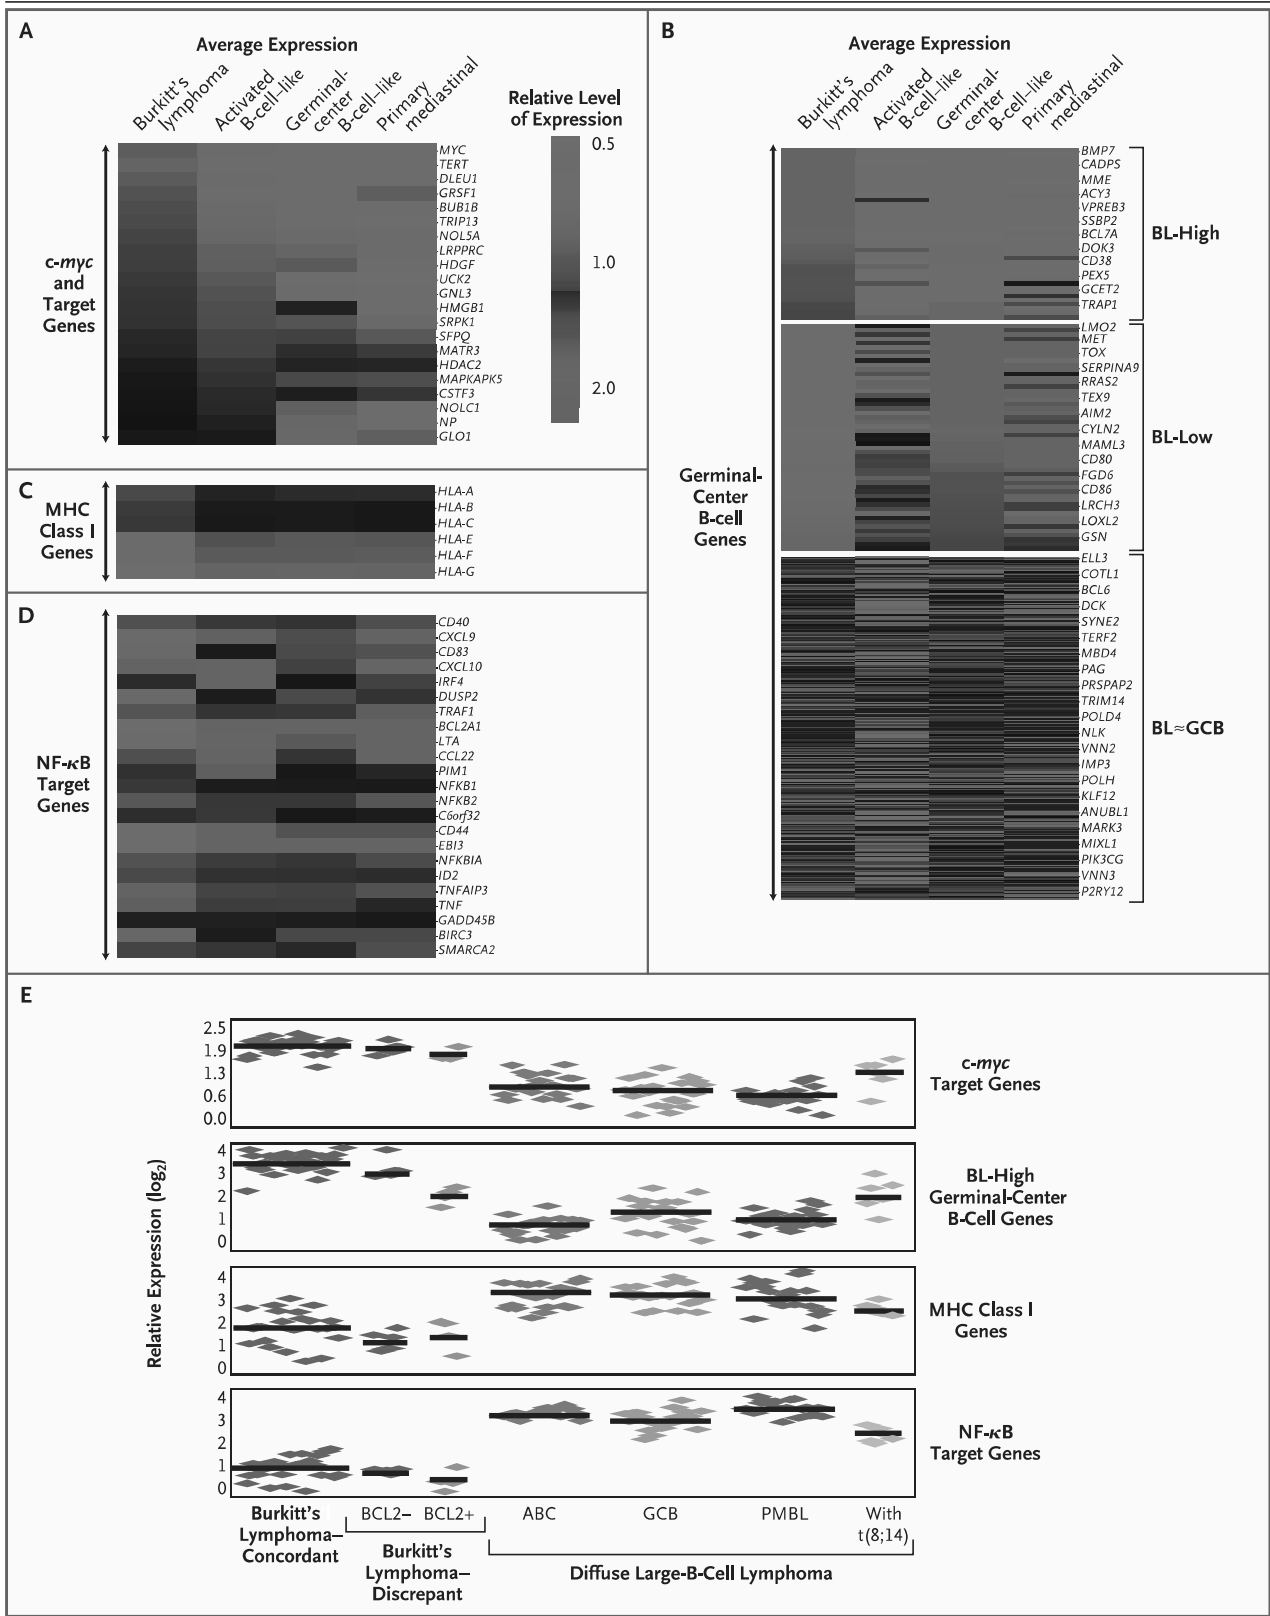 A
Average Expression
Burkitt's
lymphoma
Activated
B-cell–like
Germinal-
center
B-cell–like
Primary
mediastinal
Relative Level
of Expression
0.5
1.0
2.0
c-myc
and
Target
Genes
MYC
TERT
DLEU1
GRSF1
BUB1B
TRIP13
NOL5A
LRPPRC
HDGF
UCK2
GNL3
HMGB1
SRPK1
SFPQ
MATR3
HDAC2
MAPKAPK5
CSTF3
NOLC1
NP
GLO1
B
Average Expression
Burkitt's
lymphoma
Activated
B-cell–like
Germinal-
center
B-cell–like
Primary
mediastinal
Germinal-
Center
B-cell
Genes
BMP7
CADPS
MME
ACY3
VPREB3
SSBP2
BCL7A
DOK3
CD38
PEX5
GCET2
TRAP1
BL-High
LMO2
MET
TOX
SERPINA9
RRAS2
TEX9
AIM2
CYLN2
MAML3
CD80
FGD6
CD86
LRCH3
LOXL2
GSN
BL-Low
ELL3
COTL1
BCL6
DCK
SYNE2
TERF2
MBD4
PAG
PRSPAP2
TRIM14
POLD4
NLK
VNN2
IMP3
POLH
KLF12
ANUBL1
MARK3
MIXL1
PIK3CG
VNN3
P2RY12
BL≈GCB
C
MHC
Class I
Genes
HLA-A
HLA-B
HLA-C
HLA-E
HLA-F
HLA-G
D
NF-κB
Target
Genes
CD40
CXCL9
CD83
CXCL10
IRF4
DUSP2
TRAF1
BCL2A1
LTA
CCL22
PIM1
NFKB1
NFKB2
C6orf32
CD44
EBI3
NFKBIA
ID2
TNFAIP3
TNF
GADD45B
BIRC3
SMARCA2
E
Relative Expression (log₂)
2.5
1.9
1.3
0.6
0.0
c-myc
Target Genes
4
3
2
1
0
BL-High
Germinal-Center
B-Cell Genes
4
3
2
1
0
MHC Class I
Genes
4
3
2
1
0
NF-κB
Target Genes
Burkitt's
Lymphoma–
Concordant
BCL2– BCL2+
Burkitt's
Lymphoma–
Discrepant
ABC GCB PMBL With
t(8;14)
Diffuse Large-B-Cell Lymphoma